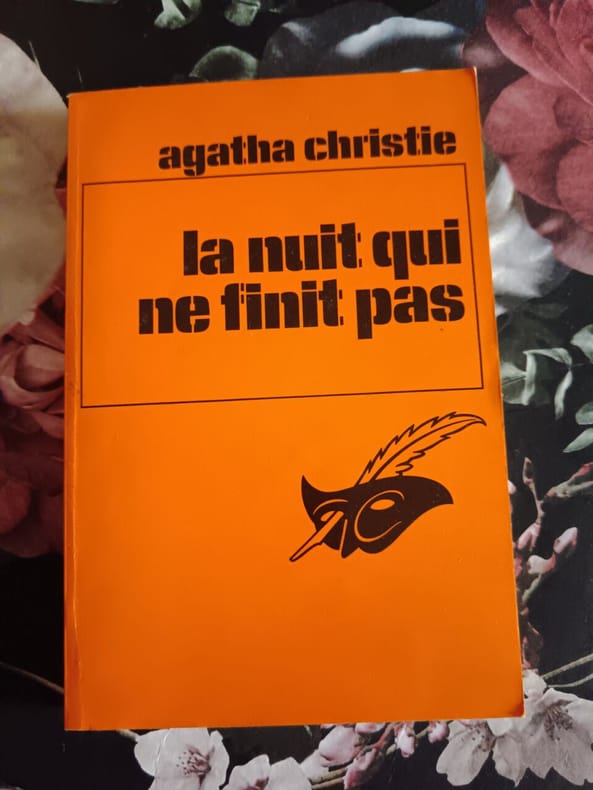 agatha christie
la nuit qui
ne finit pas